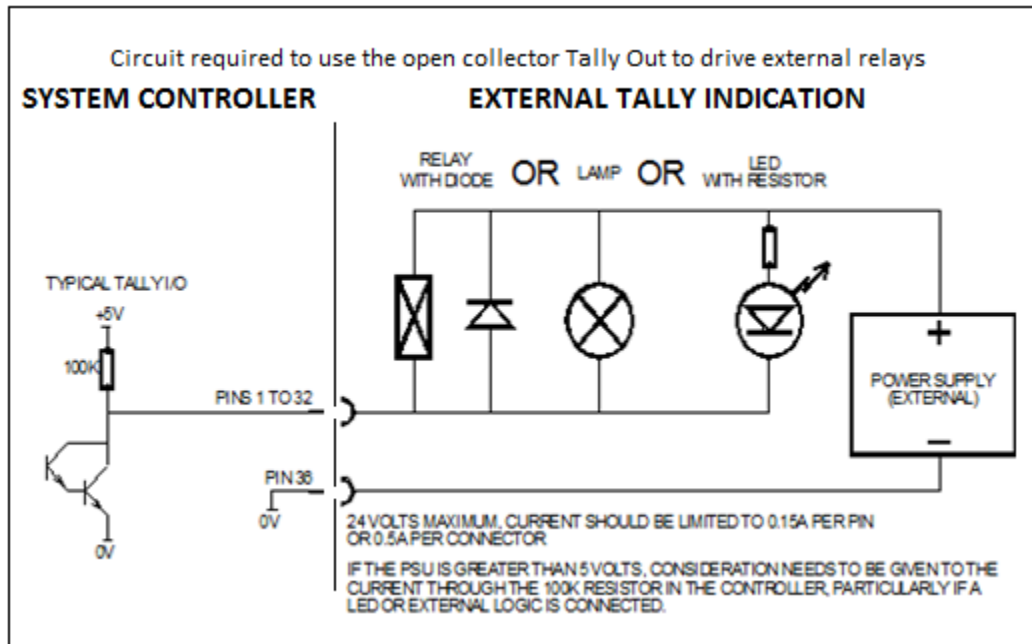 Circuit required to use the open collector Tally Out to drive external relays
SYSTEM CONTROLLER
EXTERNAL TALLY INDICATION
RELAY
WITH DIODE
OR
LAMP
OR
LED
WITH RESISTOR
TYPICAL TALLY I/O
+5V
100K
PINS 1 TO 32
PIN 36
0V
0V
+
POWER SUPPLY
(EXTERNAL)
–
24 VOLTS MAXIMUM, CURRENT SHOULD BE LIMITED TO 0.15A PER PIN
OR 0.5A PER CONNECTOR
IF THE PSU IS GREATER THAN 5 VOLTS, CONSIDERATION NEEDS TO BE GIVEN TO THE
CURRENT THROUGH THE 100K RESISTOR IN THE CONTROLLER, PARTICULARLY IF A
LED OR EXTERNAL LOGIC IS CONNECTED.